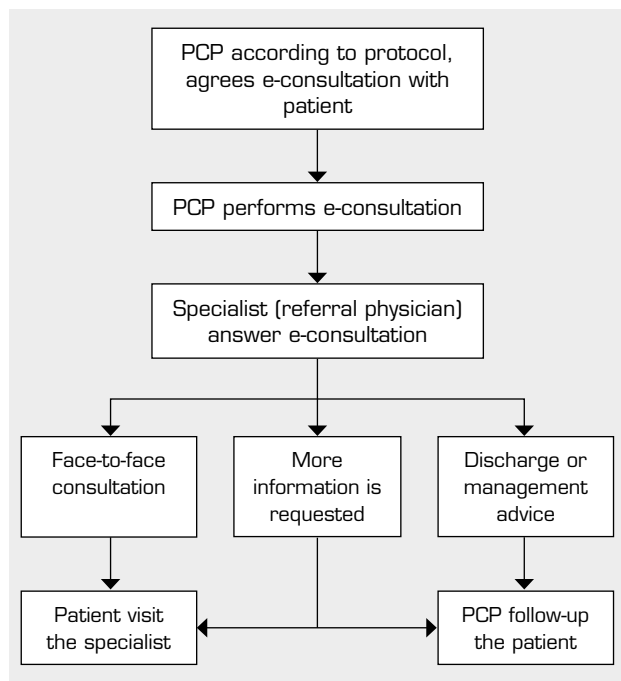 PCP according to protocol,
agrees e-consultation with
patient
PCP performs e-consultation
Specialist (referral physician)
answer e-consultation
Face-to-face
consultation
More
information is
requested
Discharge or
management
advice
Patient visit
the specialist
PCP follow-up
the patient